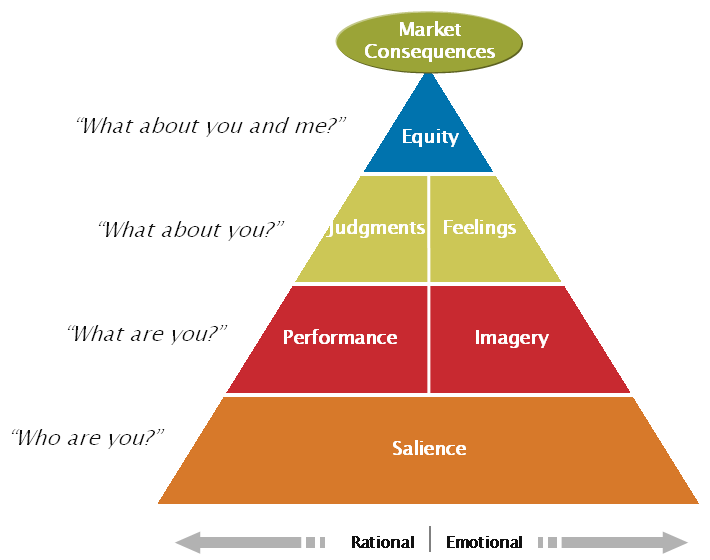 Market
Consequences
“What about you and me?”
Equity
“What about you?”
Judgments
Feelings
“What are you?”
Performance
Imagery
“Who are you?”
Salience
Rational
Emotional